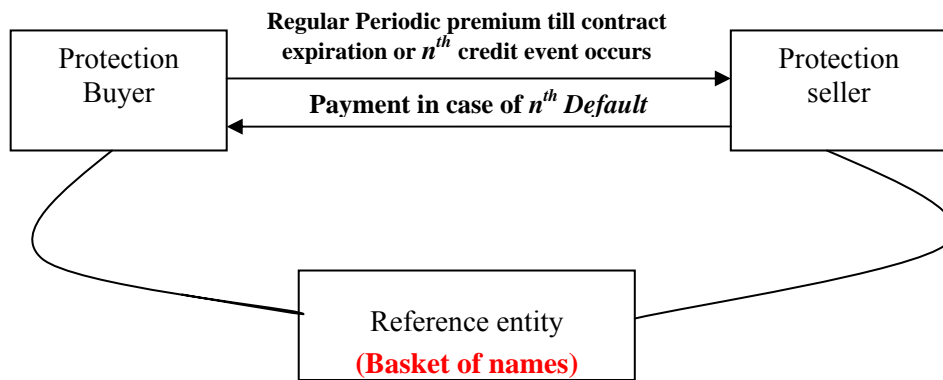 Regular Periodic premium till contract
expiration or nth credit event occurs
Protection
Buyer
Protection
seller
Payment in case of nth Default
Reference entity
(Basket of names)